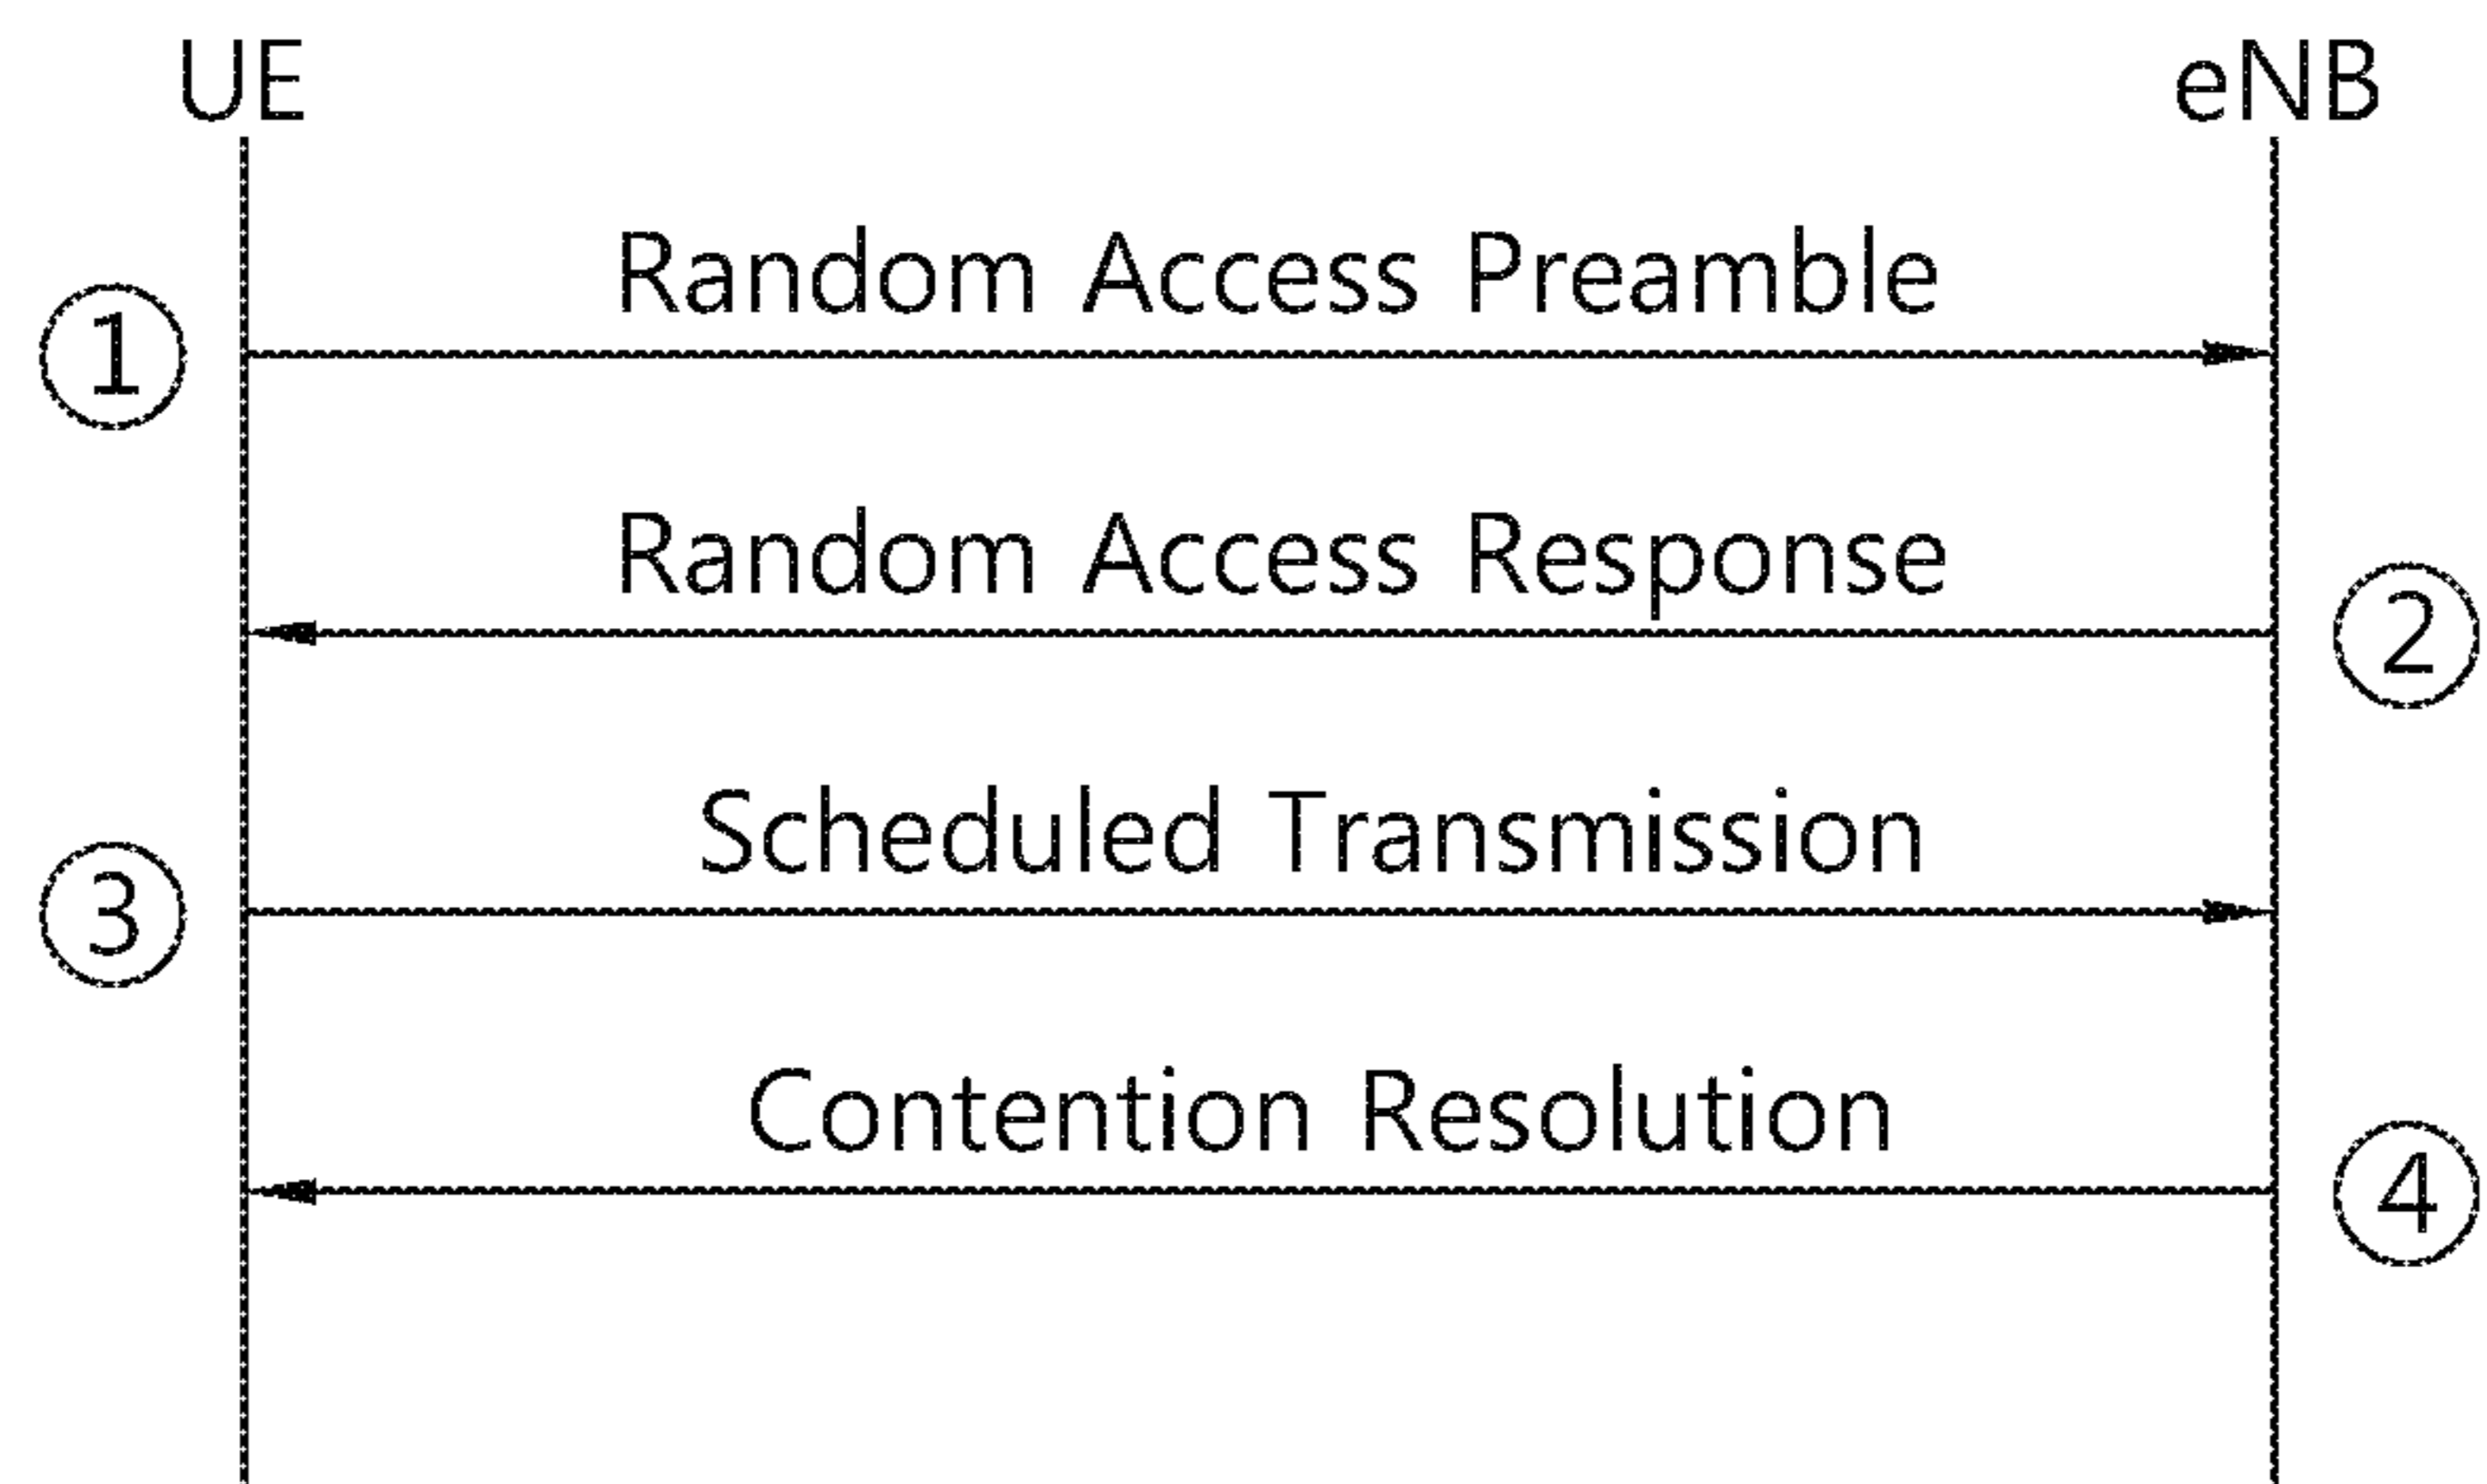 UE eNB
Random Access Preamble
①
Random Access Response
②
Scheduled Transmission
③
Contention Resolution
④